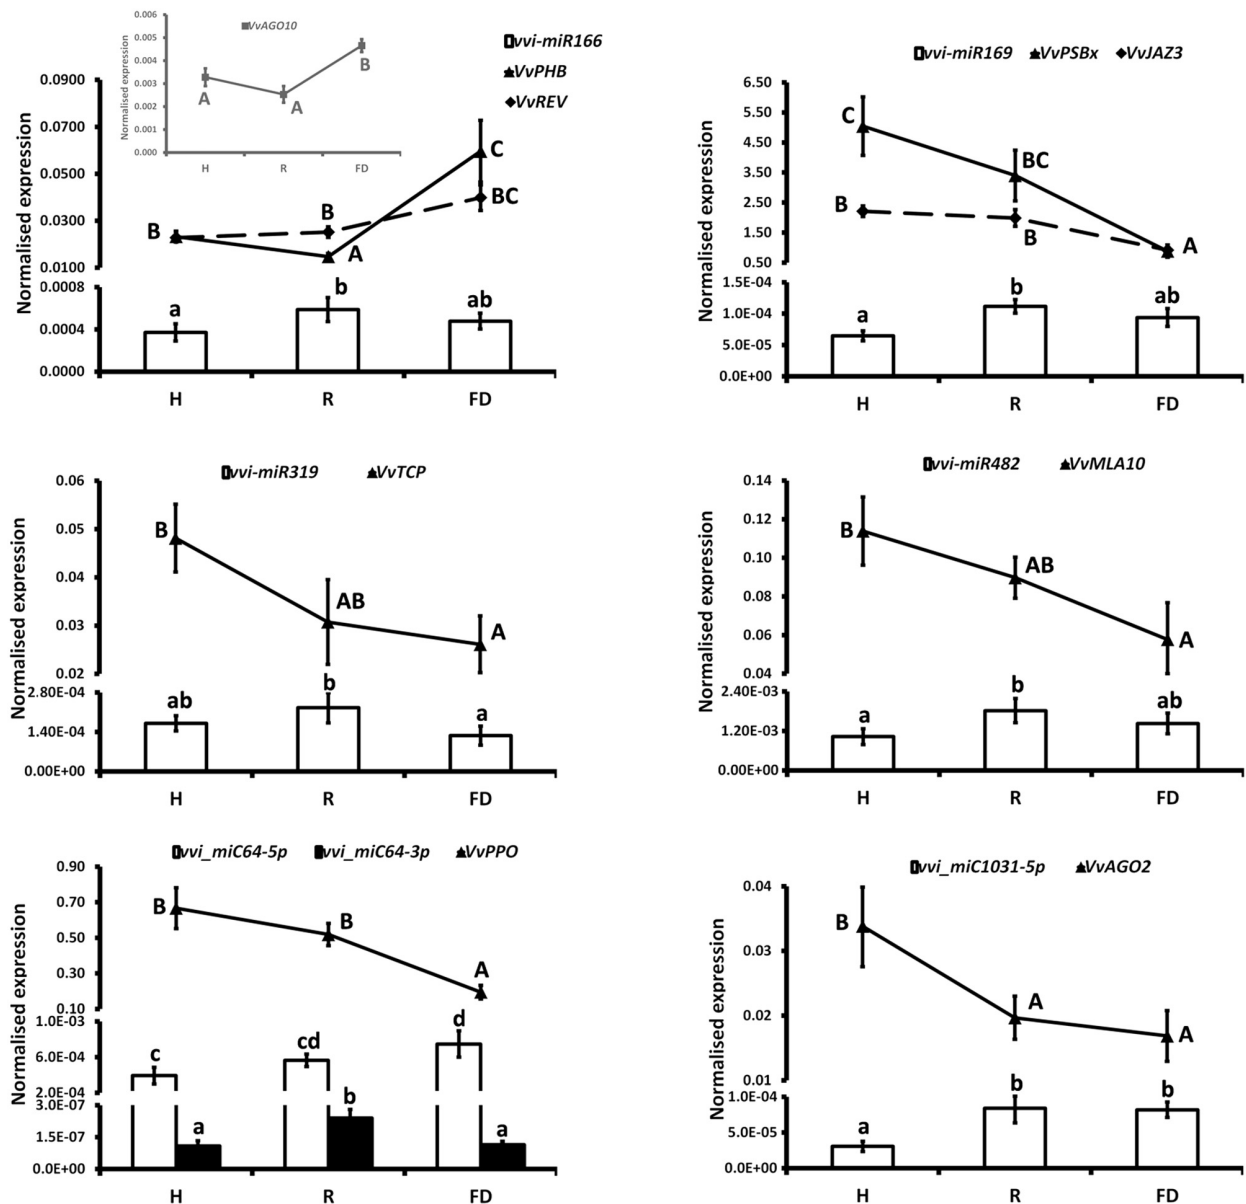 VvAGO10
Normalised expression
0.006
0.005
0.004
0.003
0.002
0.001
0.000
A
A
B
H R FD
vvi-miR166
VvPHB
VvREV
Normalised expression
0.0900
0.0700
0.0500
0.0300
0.0100
0.0008
0.0004
0.0000
B
B
A
C
BC
a
b
ab
H R FD
vvi-miR169 VvPSBx VvJAZ3
Normalised expression
6.50
5.50
4.50
3.50
2.50
1.50
0.50
1.5E-04
1.0E-04
5.0E-05
0.0E+00
C
B
BC
B
A
a
b
ab
H R FD
vvi-miR319 VvTCP
Normalised expression
0.06
0.05
0.04
0.03
0.02
2.80E-04
1.40E-04
0.00E+00
B
AB
A
ab
b
a
H R FD
vvi-miR482 VvMLA10
Normalised expression
0.14
0.12
0.10
0.08
0.06
0.04
2.40E-03
1.20E-03
0.00E+00
B
AB
A
a
b
ab
H R FD
vvi_miC64-5p vvi_miC64-3p VvPPO
Normalised expression
0.90
0.70
0.50
0.30
0.10
1.0E-03
6.0E-04
2.0E-04
3.0E-07
1.5E-07
0.0E+00
B
B
A
c
cd
d
a
b
a
H R FD
vvi_miC1031-5p VvAGO2
Normalised expression
0.04
0.03
0.02
0.01
1.0E-04
5.0E-05
0.0E+00
B
A
A
a
b
b
H R FD